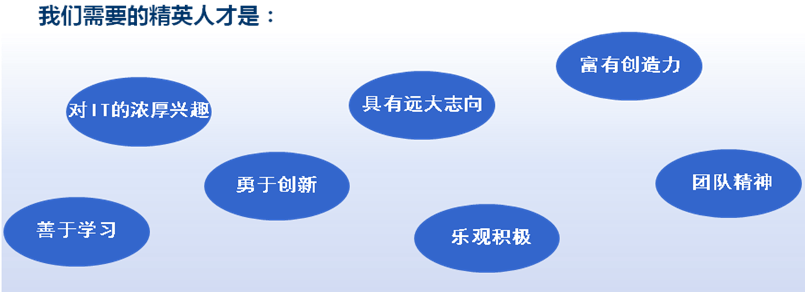 我们需要的精英人才是：
富有创造力
对IT的浓厚兴趣
具有远大志向
勇于创新
团队精神
善于学习
乐观积极